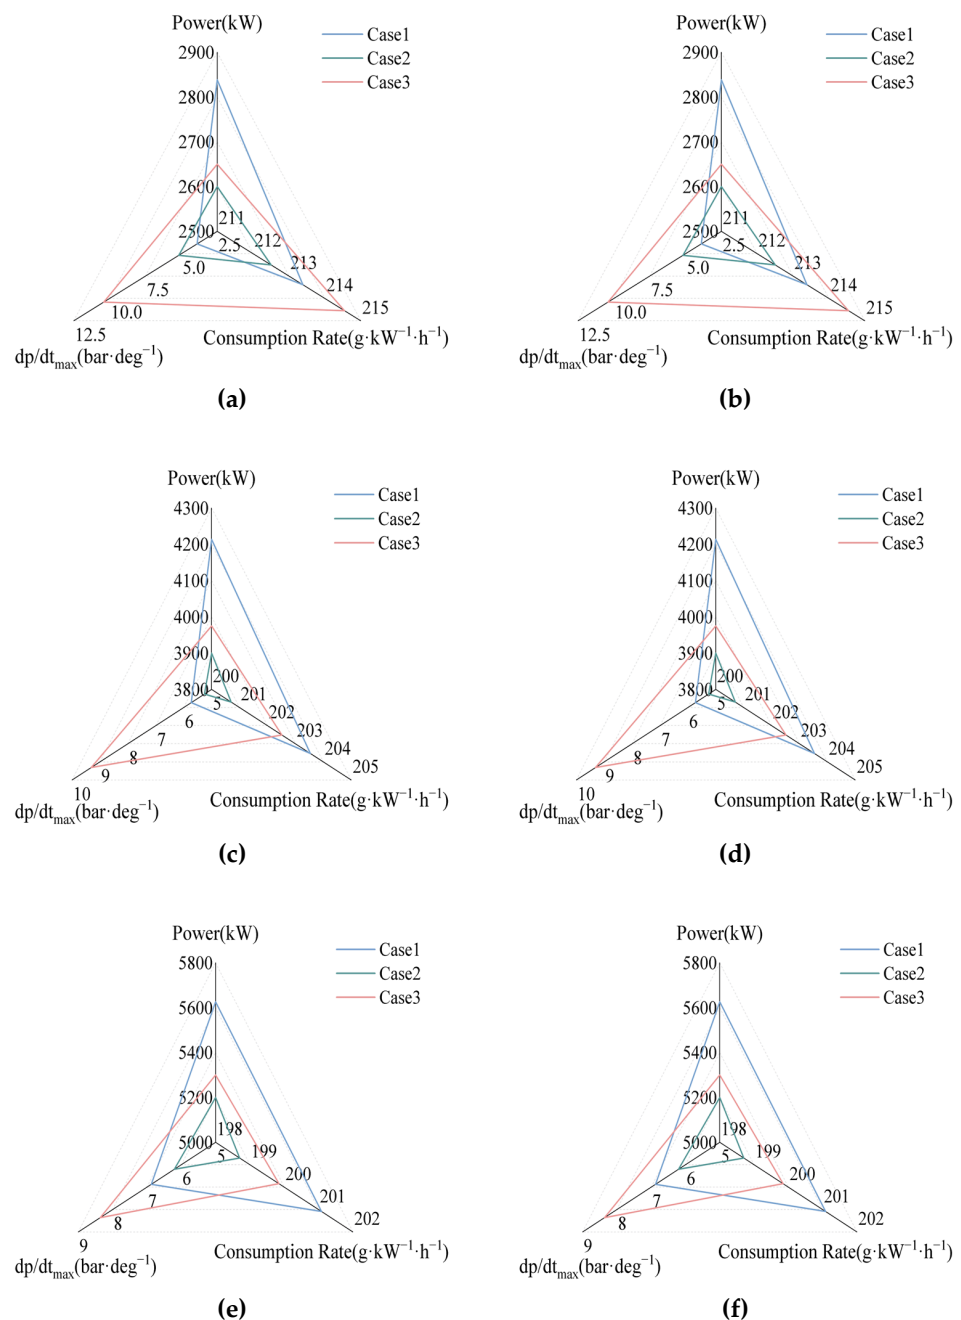 Power(kW)
Case1
Case2
Case3
2900
2800
2700
2600
2500
211
212
213
214
215
2.5
5.0
7.5
10.0
12.5
dp/dt_max(bar·deg⁻¹)
Consumption Rate(g·kW⁻¹·h⁻¹)
(a)
Power(kW)
Case1
Case2
Case3
2900
2800
2700
2600
2500
211
212
213
214
215
2.5
5.0
7.5
10.0
12.5
dp/dt_max(bar·deg⁻¹)
Consumption Rate(g·kW⁻¹·h⁻¹)
(b)
Power(kW)
Case1
Case2
Case3
4300
4200
4100
4000
3900
3800
200
201
202
203
204
205
5
6
7
8
9
10
dp/dt_max(bar·deg⁻¹)
Consumption Rate(g·kW⁻¹·h⁻¹)
(c)
Power(kW)
Case1
Case2
Case3
4300
4200
4100
4000
3900
3800
200
201
202
203
204
205
5
6
7
8
9
10
dp/dt_max(bar·deg⁻¹)
Consumption Rate(g·kW⁻¹·h⁻¹)
(d)
Power(kW)
Case1
Case2
Case3
5800
5600
5400
5200
5000
198
199
200
201
202
5
6
7
8
9
dp/dt_max(bar·deg⁻¹)
Consumption Rate(g·kW⁻¹·h⁻¹)
(e)
Power(kW)
Case1
Case2
Case3
5800
5600
5400
5200
5000
198
199
200
201
202
5
6
7
8
9
dp/dt_max(bar·deg⁻¹)
Consumption Rate(g·kW⁻¹·h⁻¹)
(f)